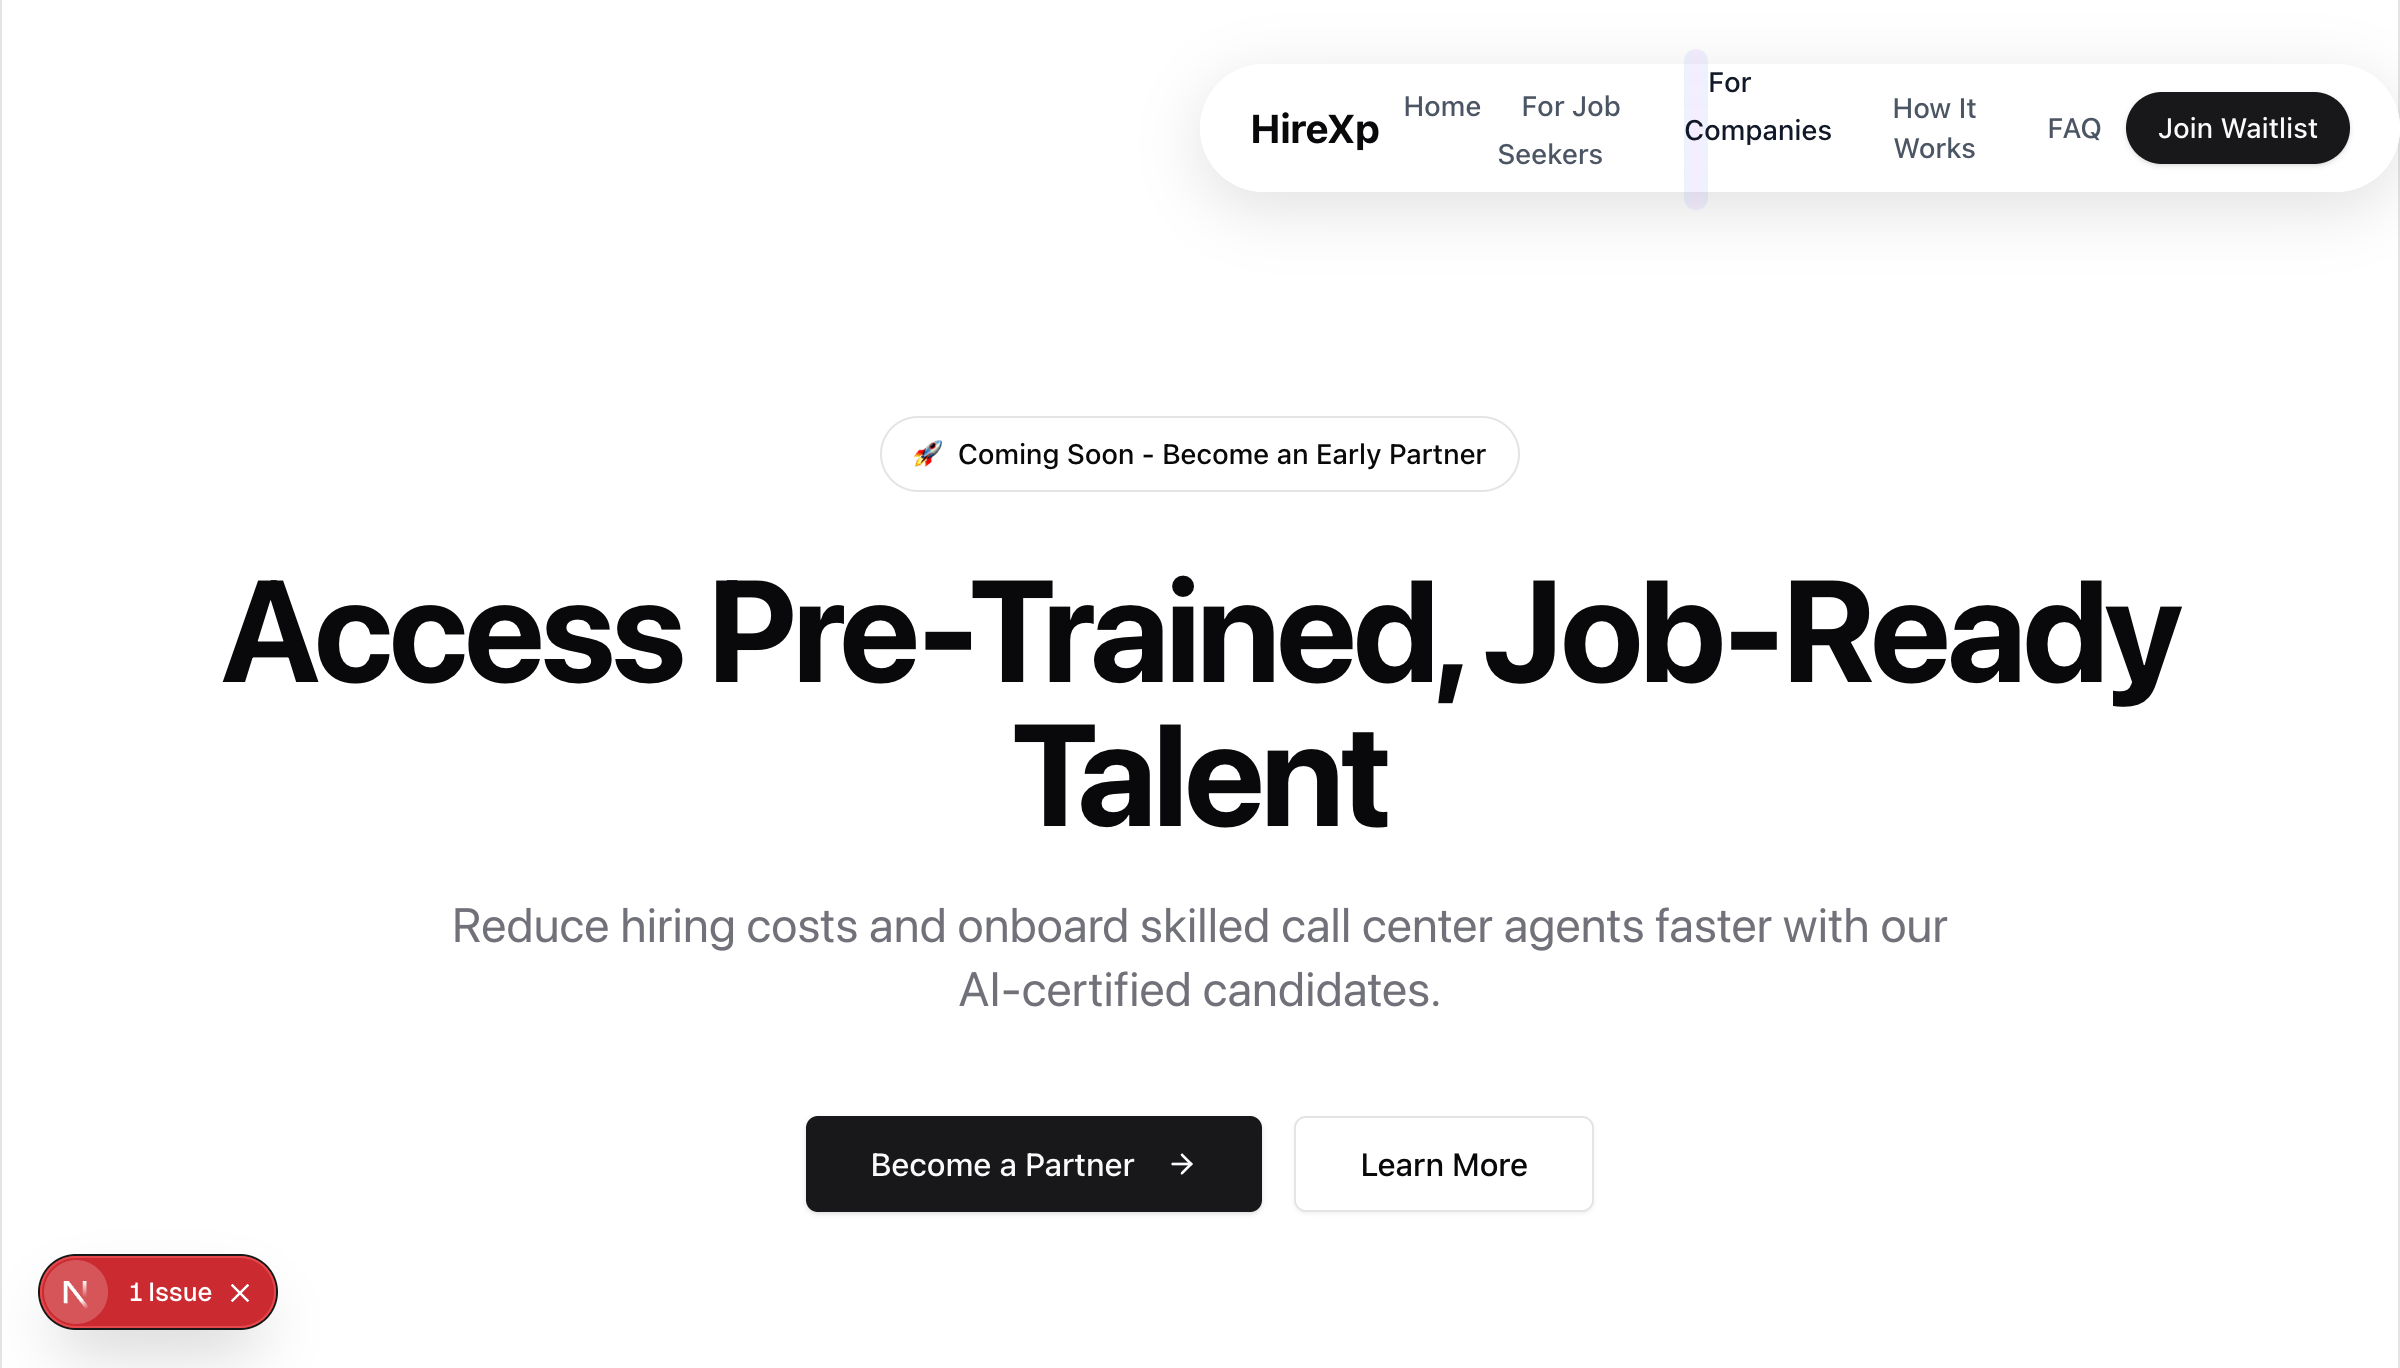 HireXp
Home
For Job
Seekers
For
Companies
How It
Works
FAQ
Join Waitlist
🚀 Coming Soon - Become an Early Partner
Access Pre-Trained, Job-Ready
Talent
Reduce hiring costs and onboard skilled call center agents faster with our
AI-certified candidates.
Become a Partner →
Learn More
N
1 Issue